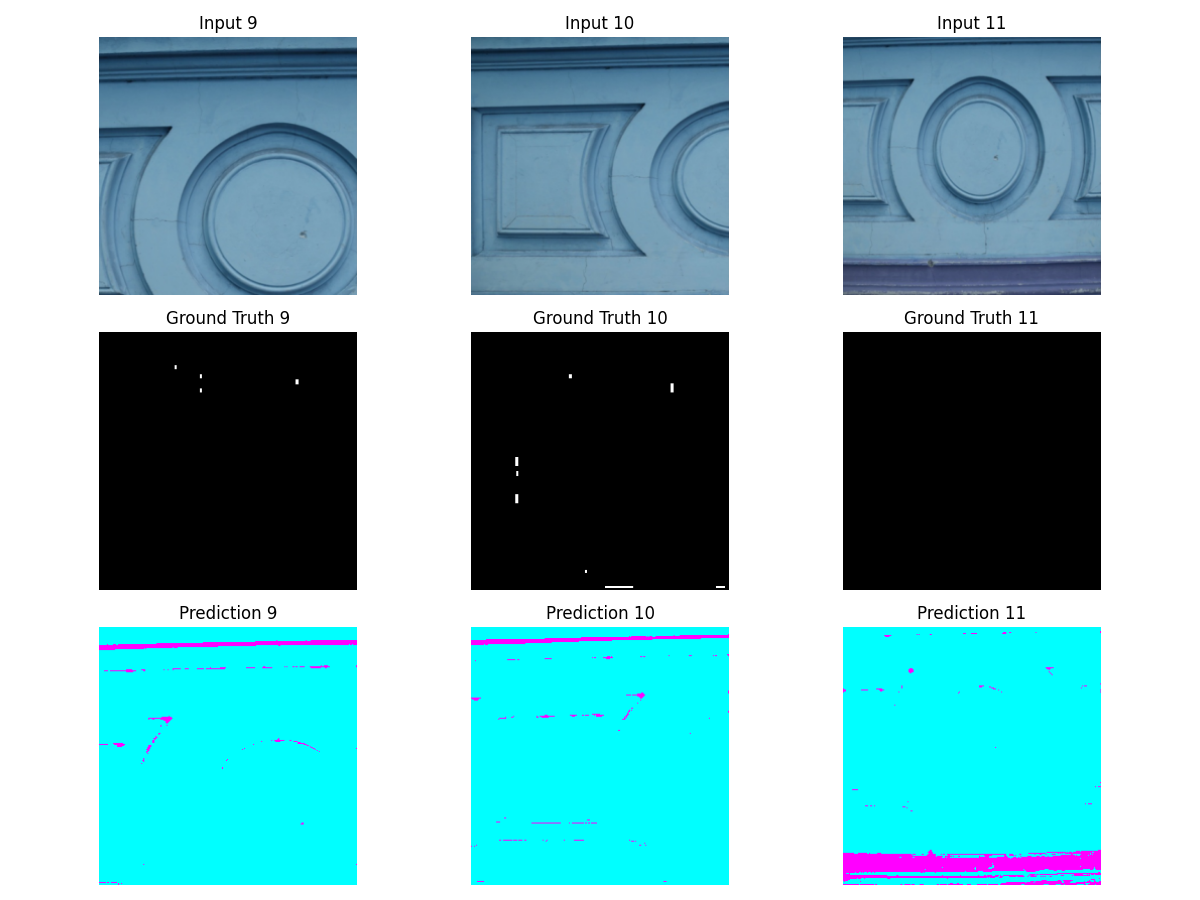 Input 9
Input 10
Input 11
Ground Truth 9
Ground Truth 10
Ground Truth 11
Prediction 9
Prediction 10
Prediction 11